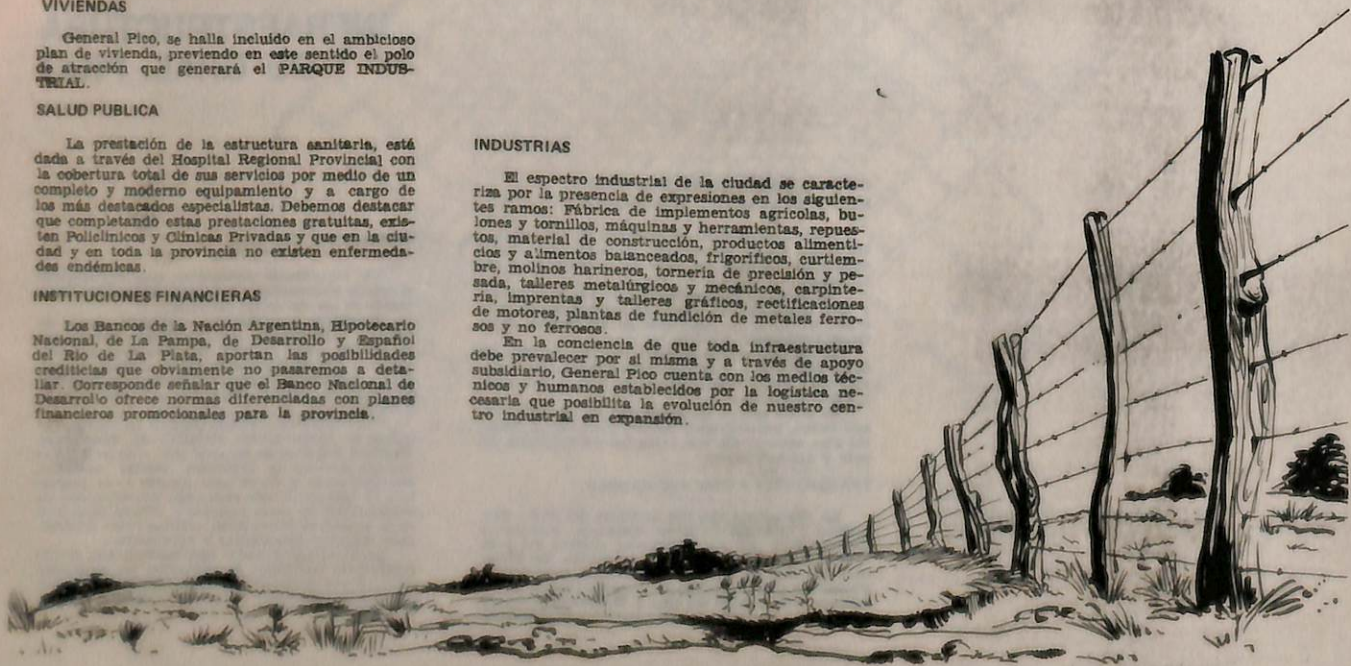 VIVIENDAS
General Pico, se halla incluido en el ambicioso
plan de vivienda, previendo en este sentido el polo
de atracción que generará el PARQUE INDUS-
TRIAL.
SALUD PUBLICA
La prestación de la estructura sanitaria, está
dada a través del Hospital Regional Provincial con
la cobertura total de sus servicios por medio de un
completo y moderno equipamiento y a cargo de
los más destacados especialistas. Debemos destacar
que completando estas prestaciones gratuitas, exis-
ten Policlínicos y Clínicas Privadas y que en la ciu-
dad y en toda la provincia no existen enfermeda-
des endémicas.
INSTITUCIONES FINANCIERAS
Los Bancos de la Nación Argentina, Hipotecario
Nacional, de La Pampa, de Desarrollo y Español
del Río de La Plata, aportan las posibilidades
crediticias que obviamente no pasaremos a deta-
llar. Corresponde señalar que el Banco Nacional de
Desarrollo ofrece normas diferenciadas con planes
financieros promocionales para la provincia.
INDUSTRIAS
El espectro industrial de la ciudad se caracte-
riza por la presencia de expresiones en los siguien-
tes ramos: Fábrica de implementos agrícolas, bu-
lones y tornillos, máquinas y herramientas, repues-
tos, material de construcción, productos alimenti-
cios y alimentos balanceados, frigoríficos, curtiem-
bre, molinos harineros, tornería de precisión y pe-
sada, talleres metalúrgicos y mecánicos, carpinte-
ría, imprentas y talleres gráficos, rectificaciones
de motores, plantas de fundición de metales ferro-
sos y no ferrosos.
En la conciencia de que toda infraestructura
debe prevalecer por si misma y a través de apoyo
subsidiario, General Pico cuenta con los medios téc-
nicos y humanos establecidos por la logística ne-
cesaria que posibilita la evolución de nuestro cen-
tro industrial en expansión.